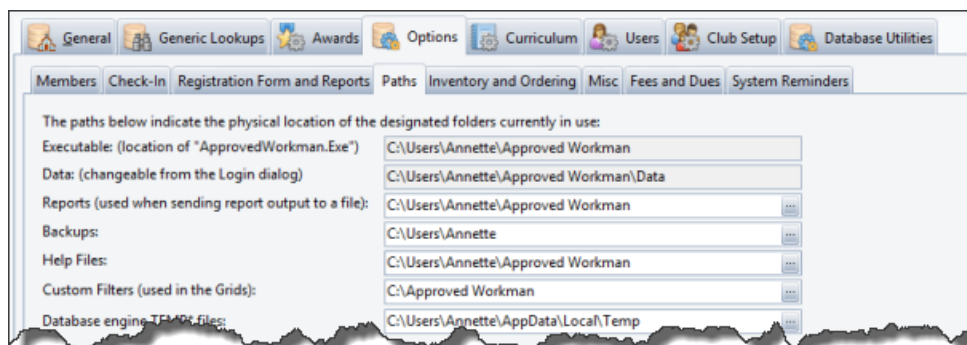 General Generic Lookups Awards Options Curriculum Users Club Setup Database Utilities
Members Check-In Registration Form and Reports Paths Inventory and Ordering Misc Fees and Dues System Reminders
The paths below indicate the physical location of the designated folders currently in use:
Executable: (location of "ApprovedWorkman.Exe") C:\Users\Annette\Approved Workman
Data: (changeable from the Login dialog) C:\Users\Annette\Approved Workman\Data
Reports (used when sending report output to a file): C:\Users\Annette\Approved Workman ...
Backups: C:\Users\Annette ...
Help Files: C:\Users\Annette\Approved Workman ...
Custom Filters (used in the Grids): C:\Approved Workman ...
Database engine files: C:\Users\Annette\AppData\Local\Temp ...